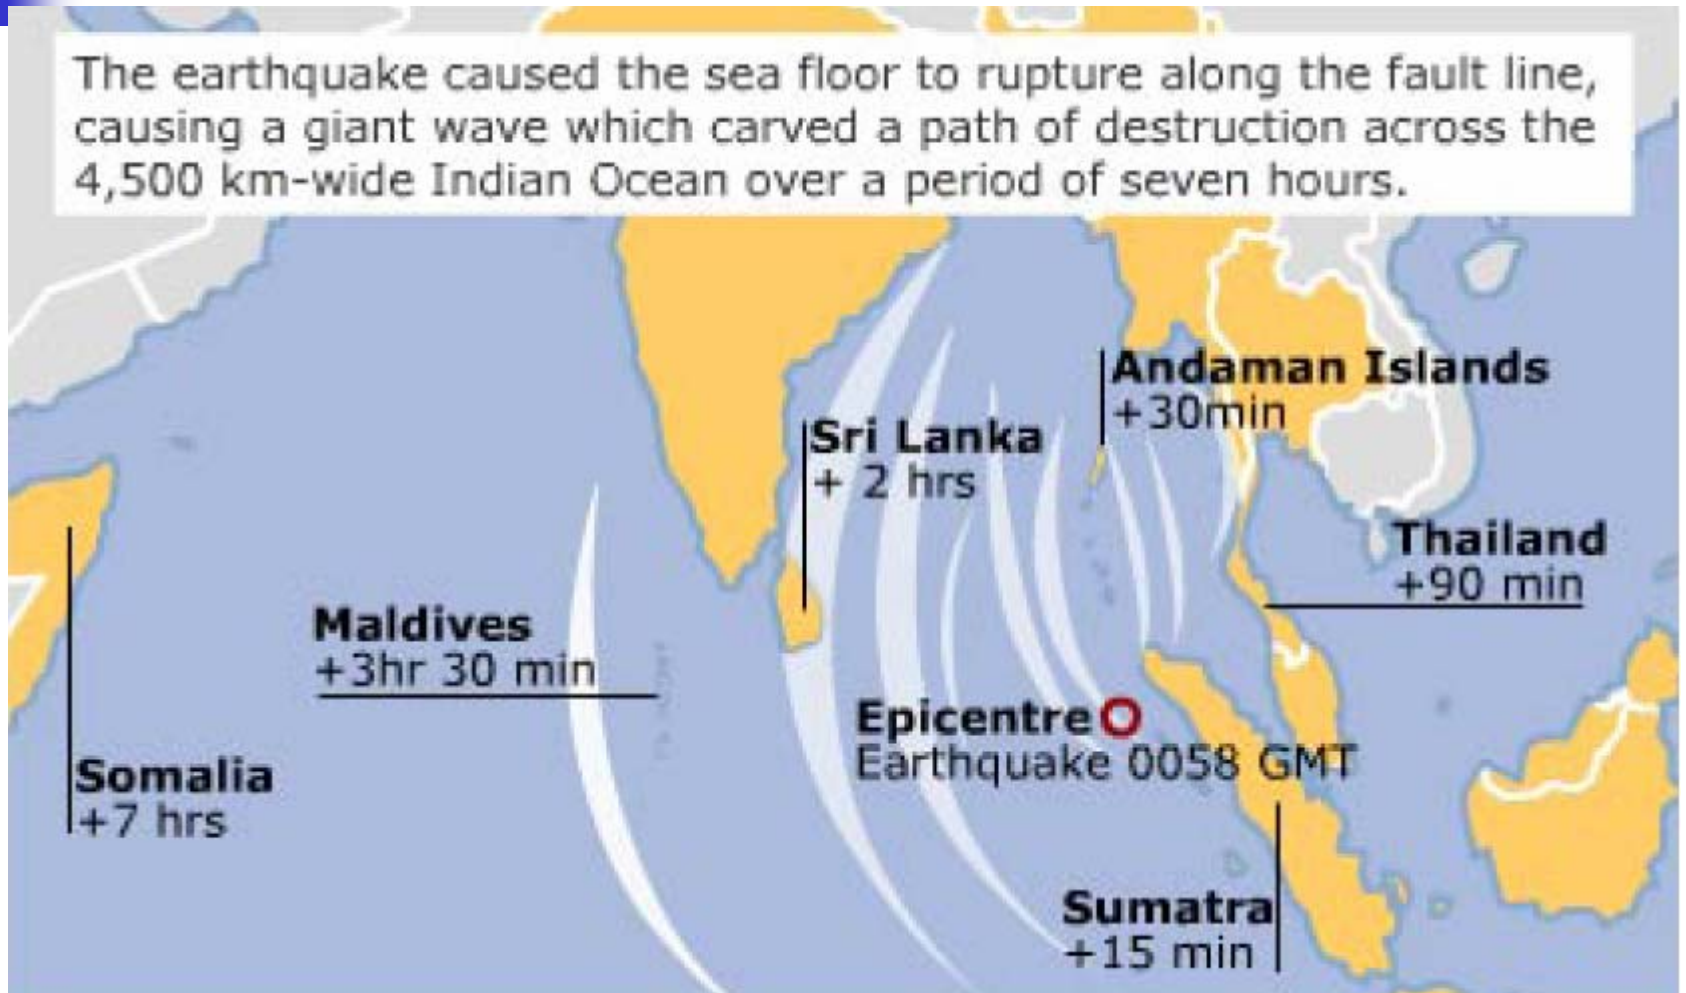 The earthquake caused the sea floor to rupture along the fault line,
causing a giant wave which carved a path of destruction across the
4,500 km-wide Indian Ocean over a period of seven hours.
Andaman Islands
+30min
Sri Lanka
+ 2 hrs
Thailand
+90 min
Maldives
+3hr 30 min
Epicentre
Earthquake 0058 GMT
Somalia
+7 hrs
Sumatra
+15 min